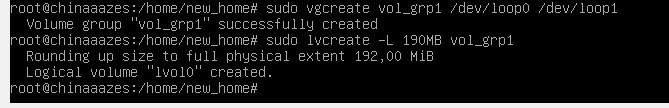 root@chinaaazes:/home/new_home# sudo vgcreate vol_grp1 /dev/loop0 /dev/loop1
  Volume group "vol_grp1" successfully created
root@chinaaazes:/home/new_home# sudo lvcreate -L 190MB vol_grp1
  Rounding up size to full physical extent 192,00 MiB
  Logical volume "lvol0" created.
root@chinaaazes:/home/new_home#